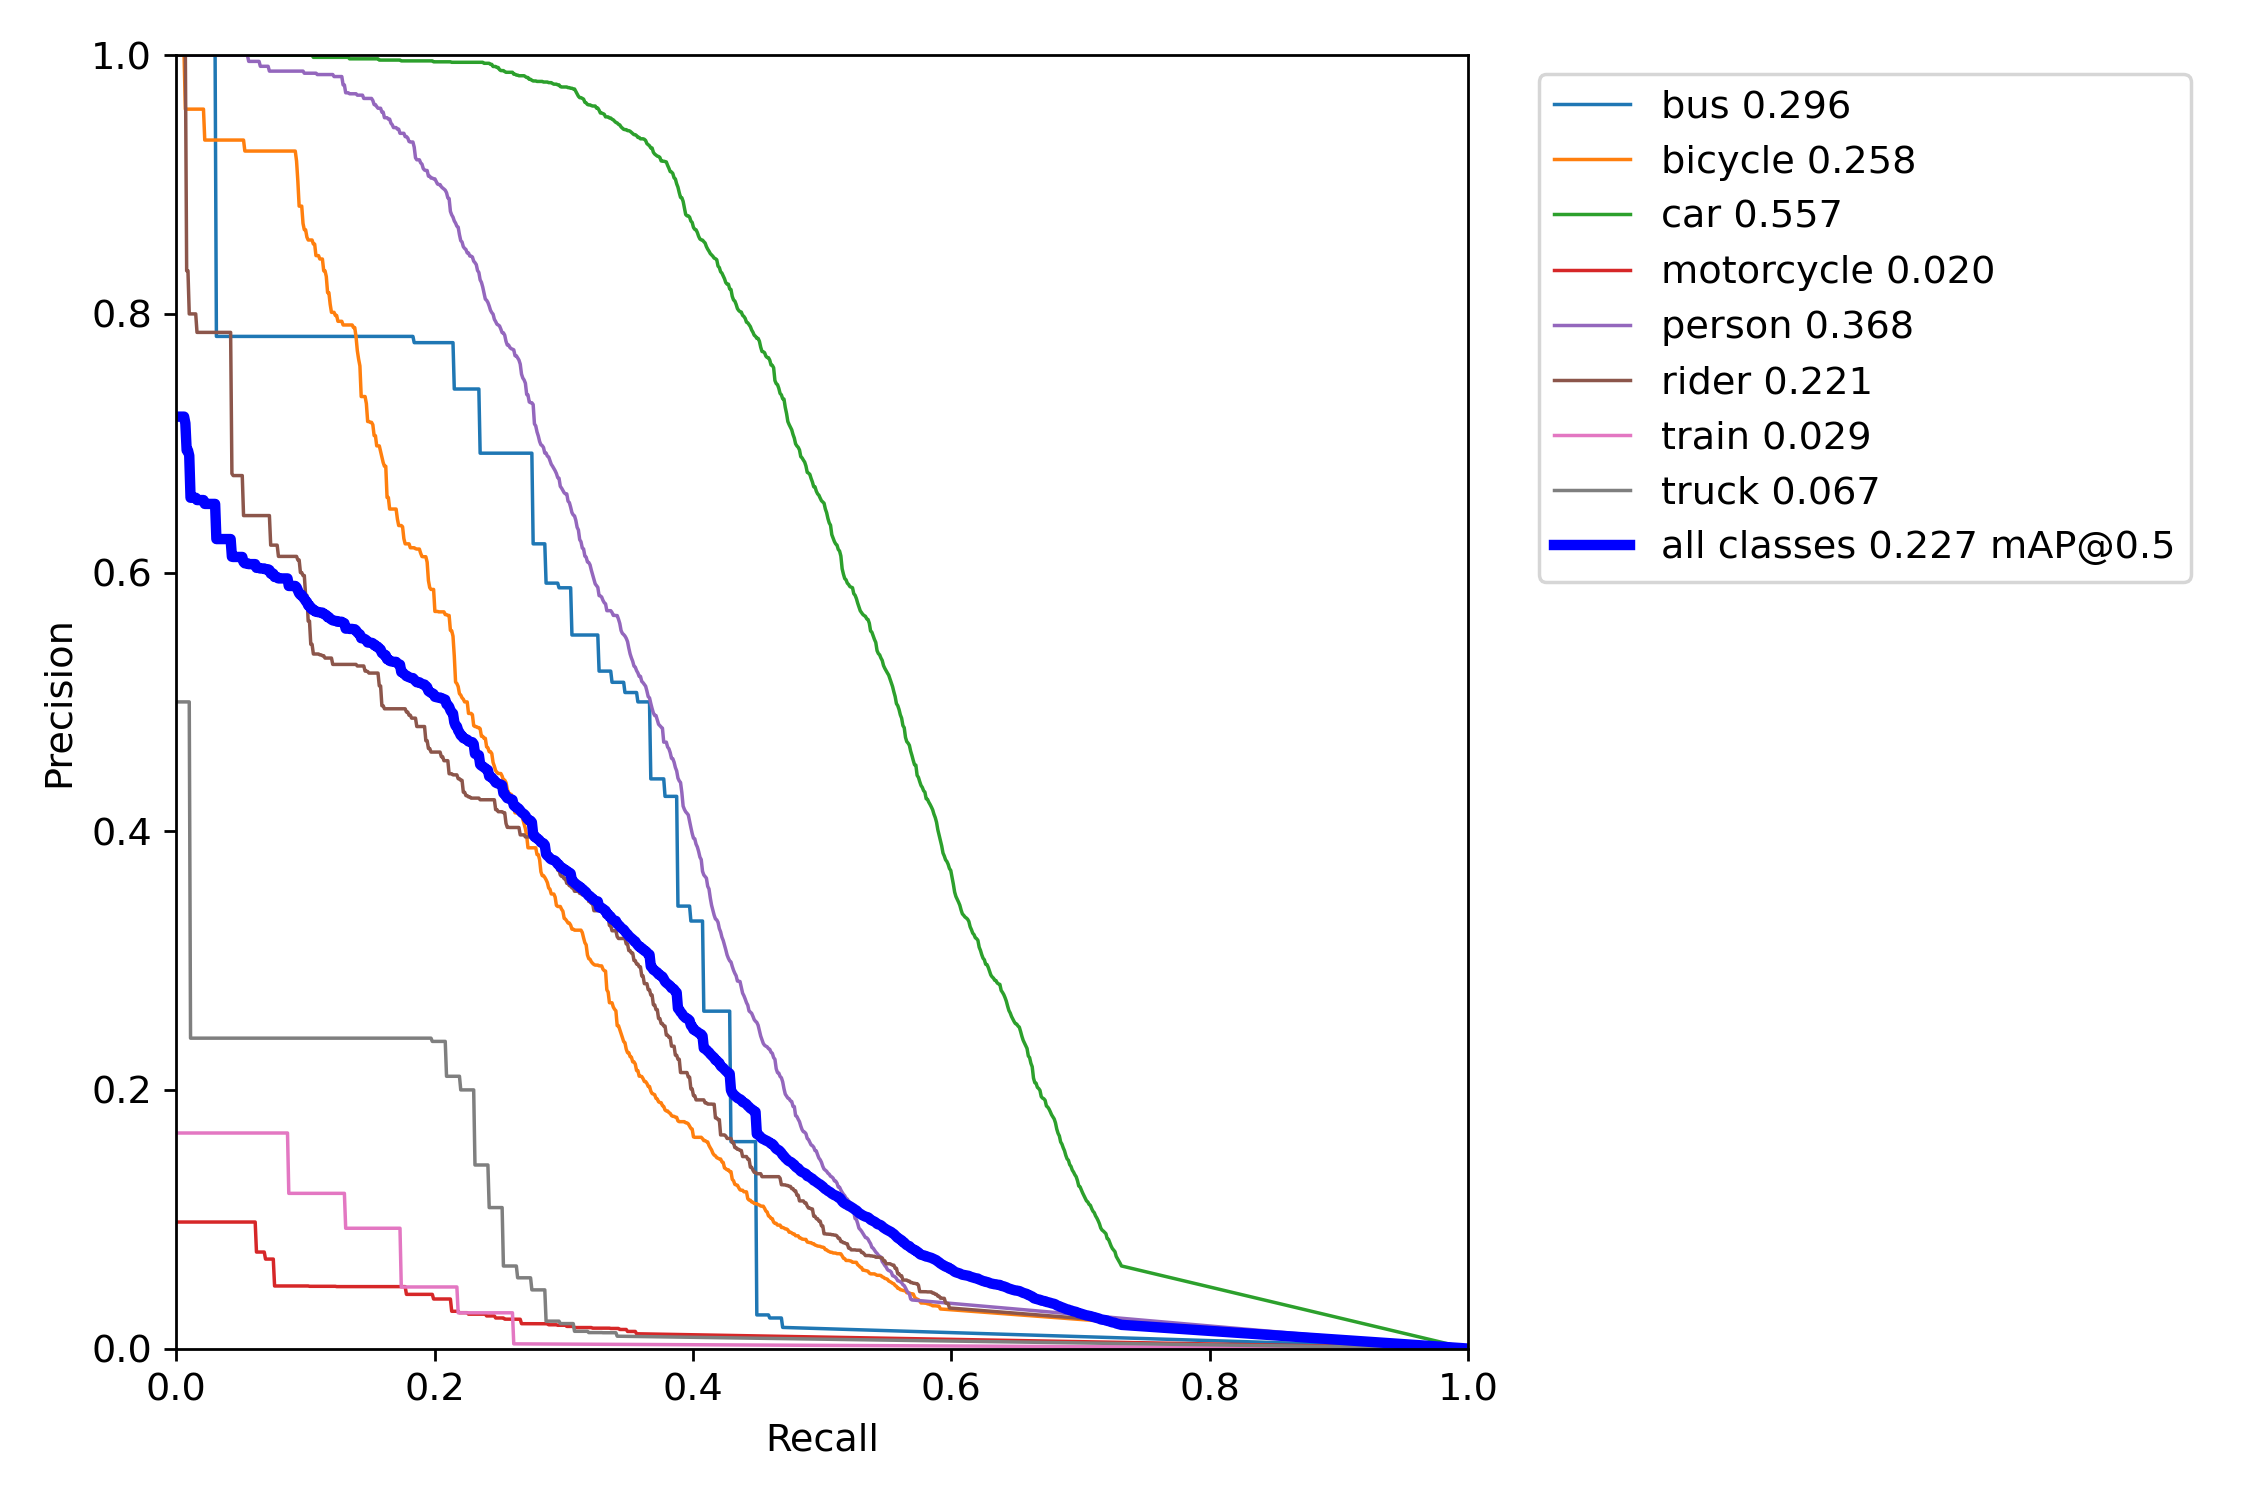 1.0
0.8
0.6
0.4
0.2
0.0
Precision
0.0 0.2 0.4 0.6 0.8 1.0
Recall
bus 0.296
bicycle 0.258
car 0.557
motorcycle 0.020
person 0.368
rider 0.221
train 0.029
truck 0.067
all classes 0.227 mAP@0.5